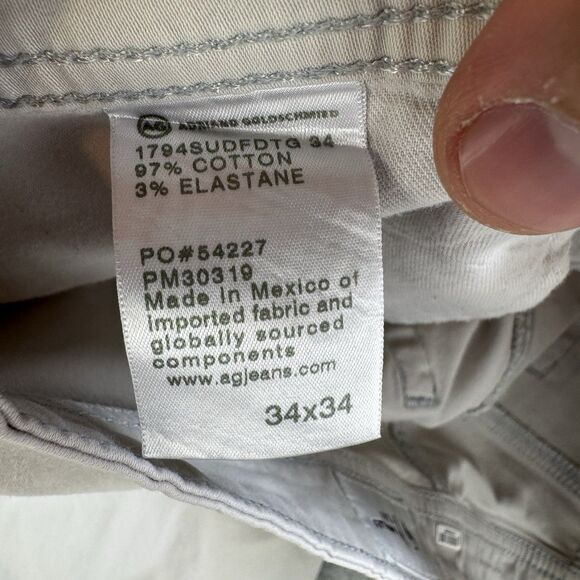 AG ADRIANO GOLDSCHMIED
1794SUDFDTG 34
97% COTTON
3% ELASTANE
PO#54227
PM30319
Made in Mexico of
imported fabric and
globally sourced
components
www.agjeans.com
34x34